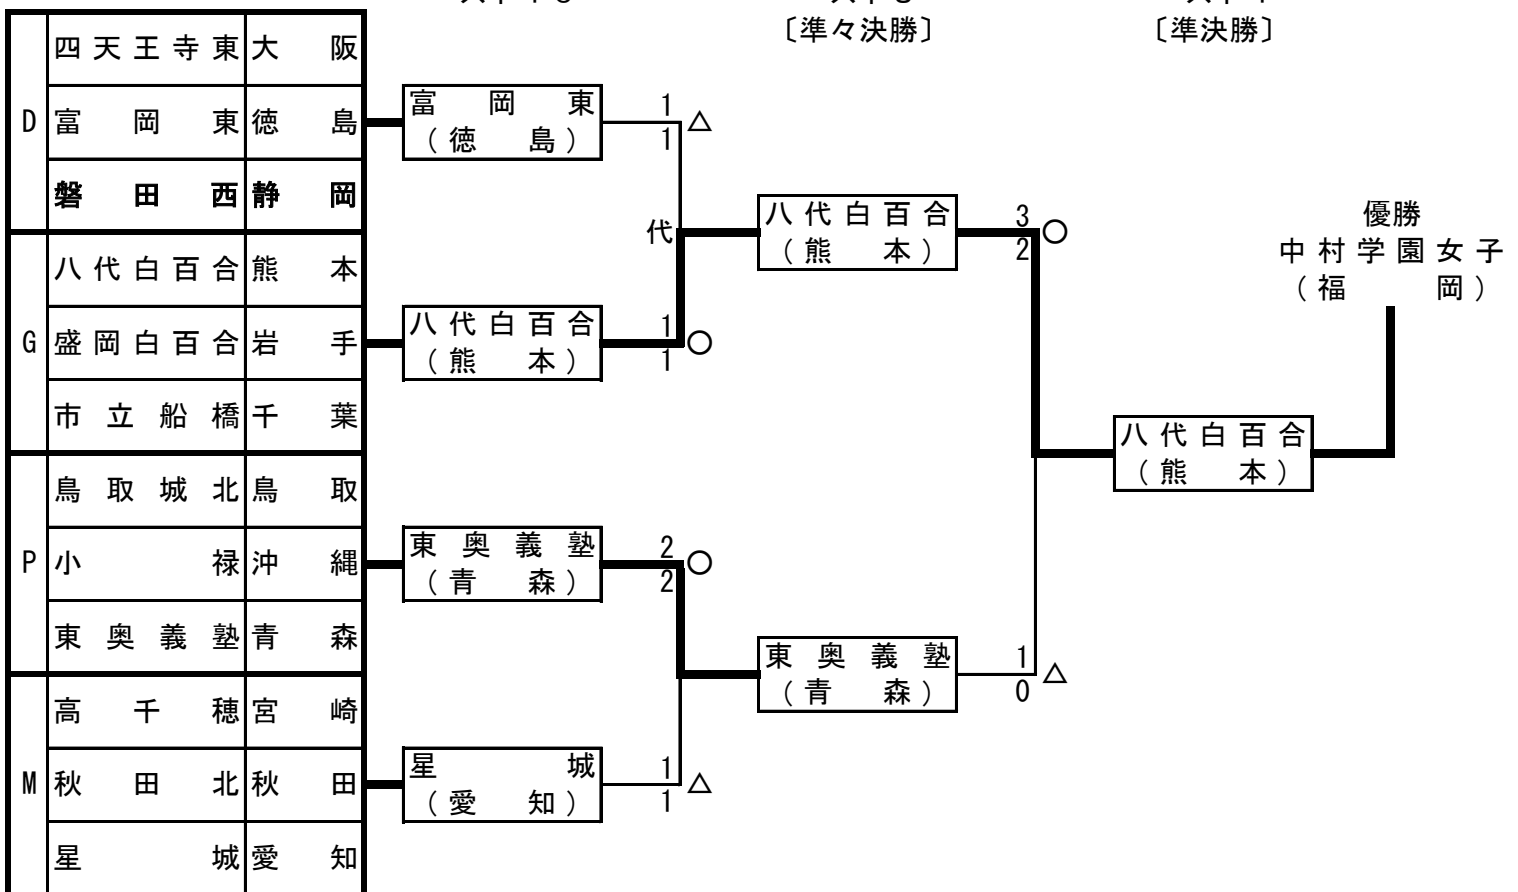 〔準々決勝〕
〔準決勝〕
D
四天王寺東 大阪
富岡東 徳島
磐田西 静岡
G
八代白百合 熊本
盛岡白百合 岩手
市立船橋 千葉
P
鳥取城北 鳥取
小禄 沖縄
東奥義塾 青森
M
高千穂 宮崎
秋田北 秋田
星城 愛知
富岡東
(徳島)
1
1
△
代
八代白百合
(熊本)
1
1
○
東奥義塾
(青森)
2
2
○
星城
(愛知)
1
1
△
八代白百合
(熊本)
3
2
○
東奥義塾
(青森)
1
0
△
八代白百合
(熊本)
優勝
中村学園女子
(福岡)